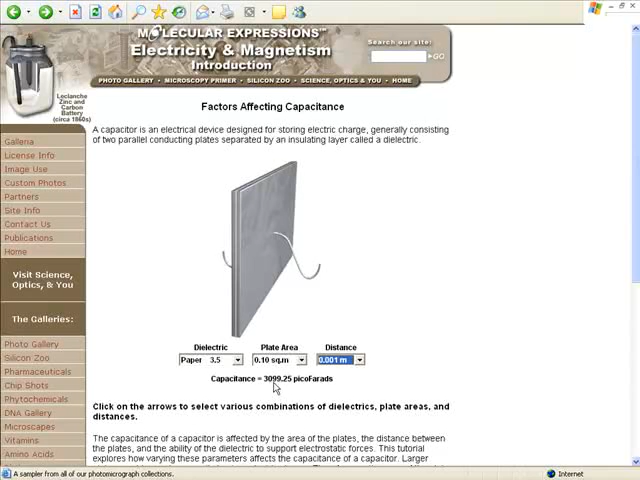 MOLECULAR EXPRESSIONS™
Electricity & Magnetism
Introduction
Search our site:
GO
PHOTO GALLERY • MICROSCOPY PRIMER • SILICON ZOO • SCIENCE, OPTICS & YOU • HOME
Leclanche
Zinc and
Carbon
Battery
(circa 1860s)
Galleria
License Info
Image Use
Custom Photos
Partners
Site Info
Contact Us
Publications
Home
Visit Science,
Optics, & You
The Galleries:
Photo Gallery
Silicon Zoo
Pharmaceuticals
Chip Shots
Phytochemicals
DNA Gallery
Microscapes
Vitamins
Amino Acids
Factors Affecting Capacitance
A capacitor is an electrical device designed for storing electric charge, generally consisting
of two parallel conducting plates separated by an insulating layer called a dielectric.
Dielectric Plate Area Distance
Paper 3.5 0.10 sq.m 0.001 m
Capacitance = 3099.25 picoFarads
Click on the arrows to select various combinations of dielectrics, plate areas, and
distances.
The capacitance of a capacitor is affected by the area of the plates, the distance between
the plates, and the ability of the dielectric to support electrostatic forces. This tutorial
explores how varying these parameters affects the capacitance of a capacitor. Larger
A sampler from all of our photomicrograph collections.
Internet